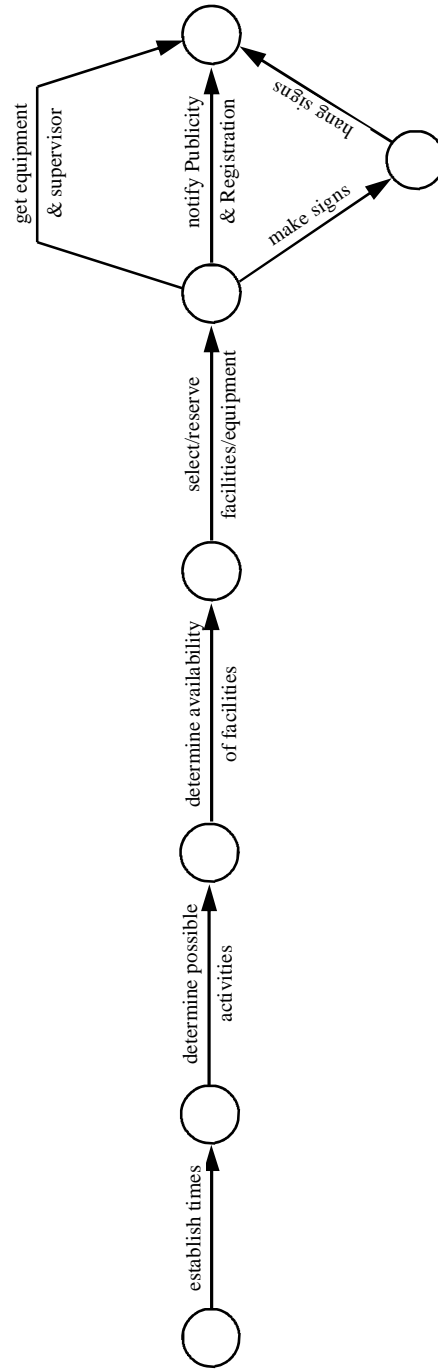 establish times
determine possible
activities
determine availability
of facilities
select/reserve
facilities/equipment
get equipment
& supervisor
notify Publicity
& Registration
make signs
hang signs